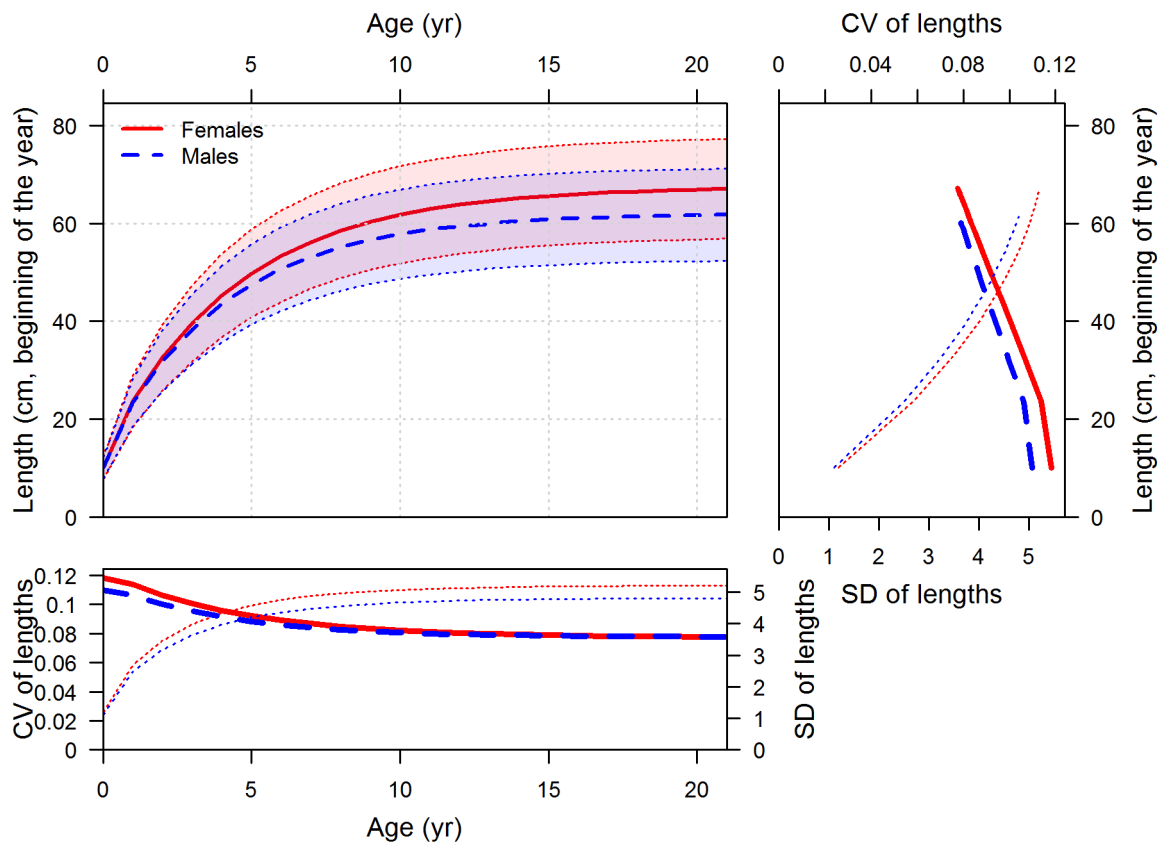 Age (yr)
0 5 10 15 20
Length (cm, beginning of the year)
80
60
40
20
0
Females
Males
CV of lengths
0 0.04 0.08 0.12
80
60
40
20
0
Length (cm, beginning of the year)
0 1 2 3 4 5
SD of lengths
CV of lengths
0.12
0.1
0.08
0.06
0.04
0.02
0
5
4
3
2
1
0
SD of lengths
0 5 10 15 20
Age (yr)